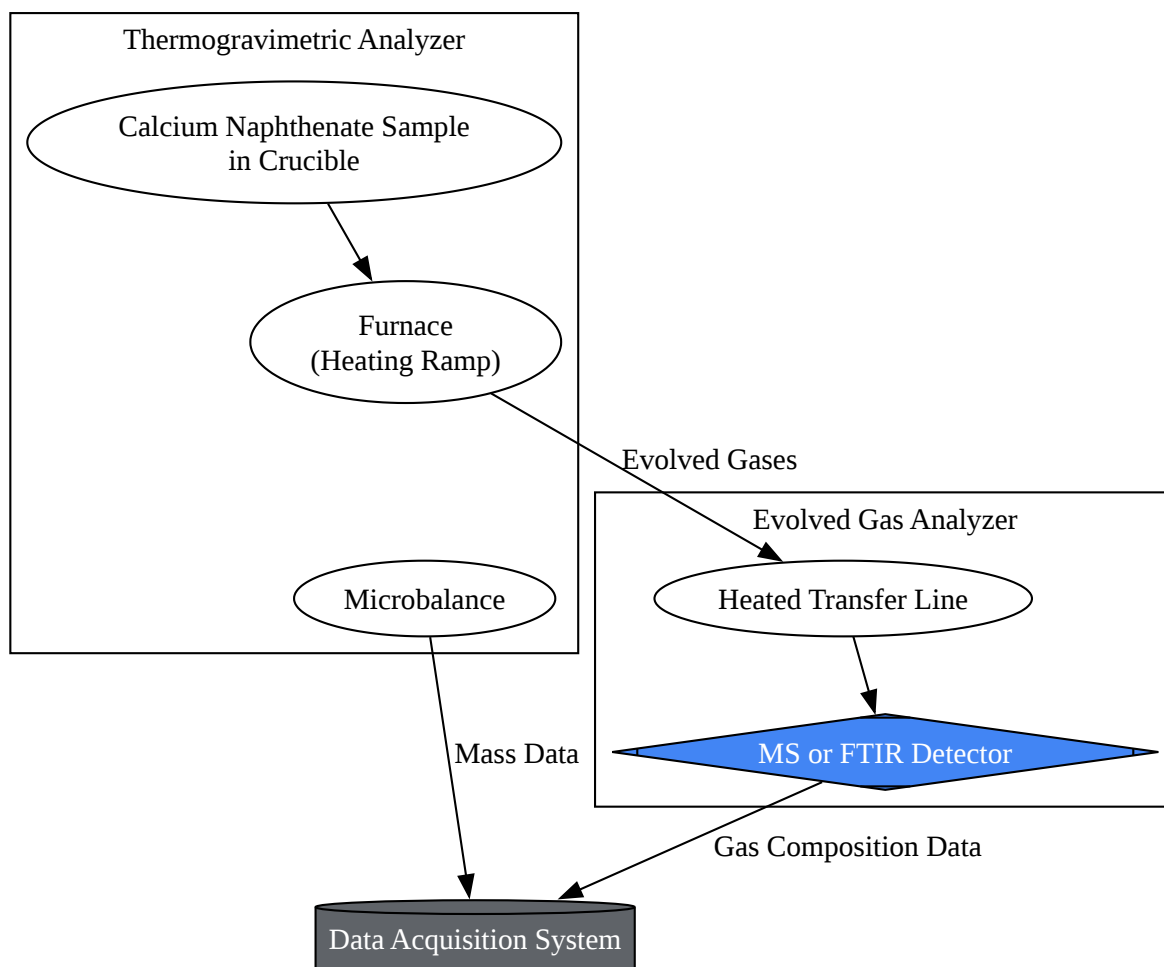 Thermogravimetric Analyzer
Calcium Naphthenate Sample
in Crucible
Furnace
(Heating Ramp)
Evolved Gases
Evolved Gas Analyzer
Microbalance
Heated Transfer Line
Mass Data
MS or FTIR Detector
Gas Composition Data
Data Acquisition System